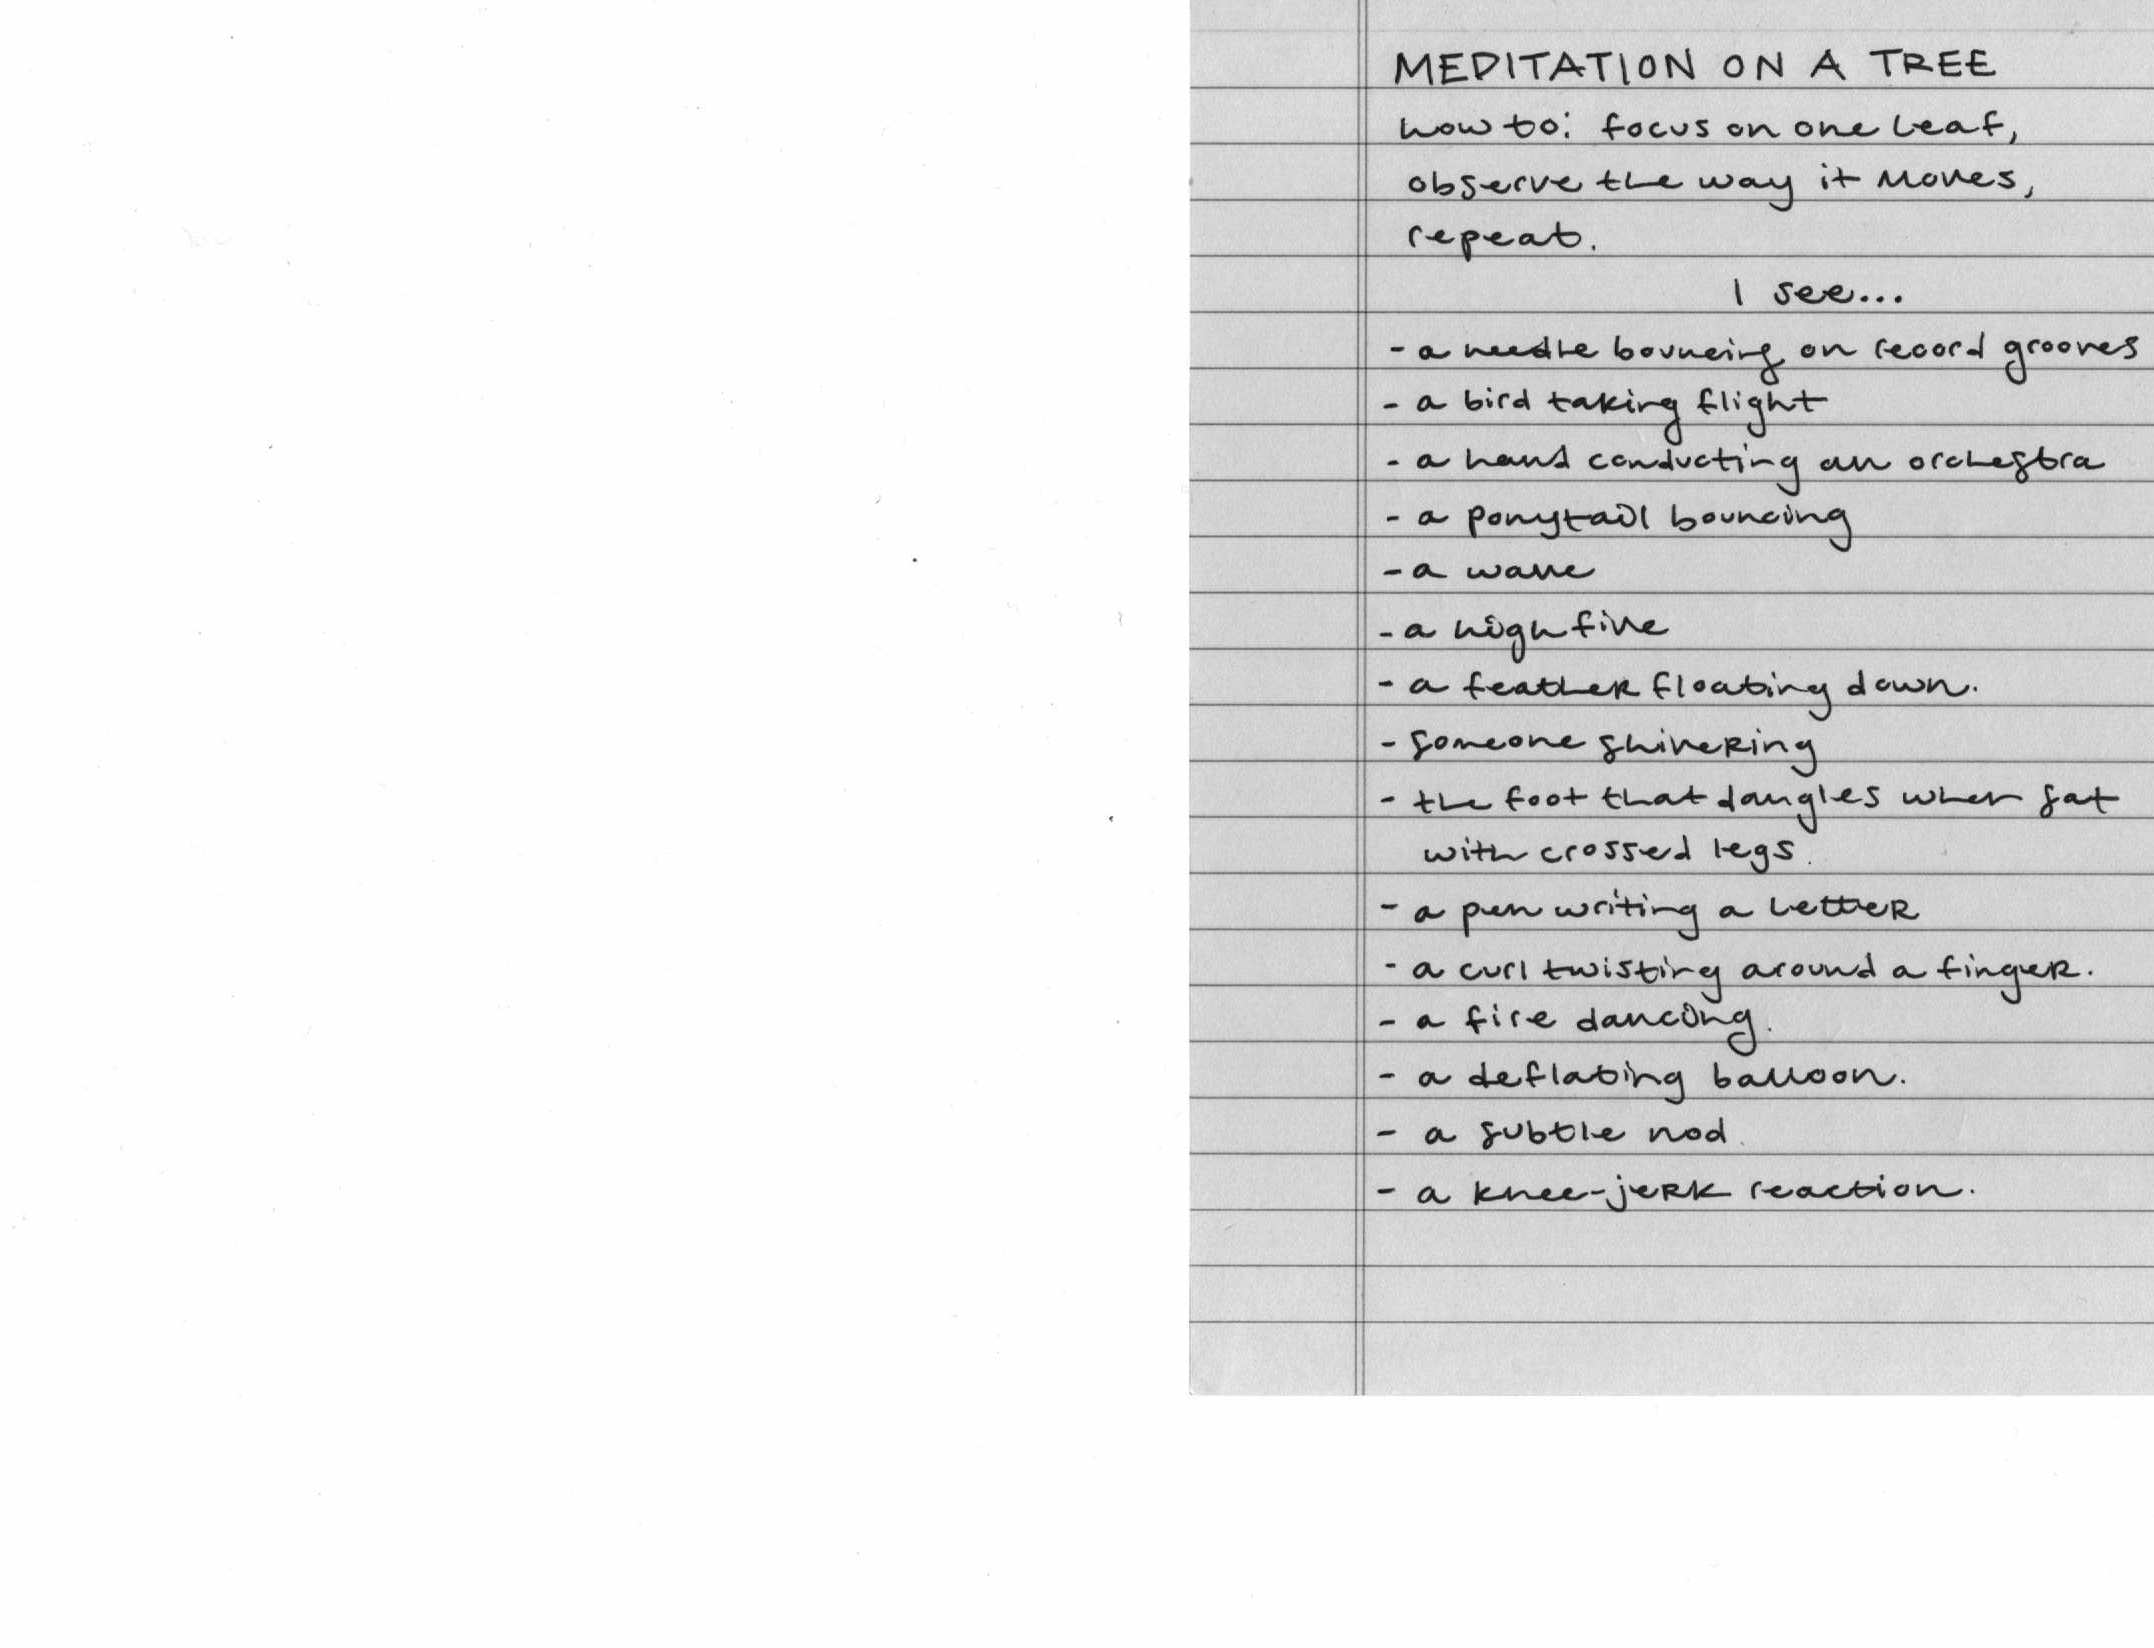 MEDITATION ON A TREE
how to: focus on one leaf,
observe the way it moves,
repeat.
I see...
- a needle bouncing on record grooves
- a bird taking flight
- a hand conducting an orchestra
- a ponytail bouncing
- a wave
- a high five
- a feather floating down.
- someone shivering
- the foot that dangles when sat
with crossed legs.
- a pen writing a letter
- a curl twisting around a finger.
- a fire dancing.
- a deflating balloon.
- a subtle nod.
- a knee-jerk reaction.